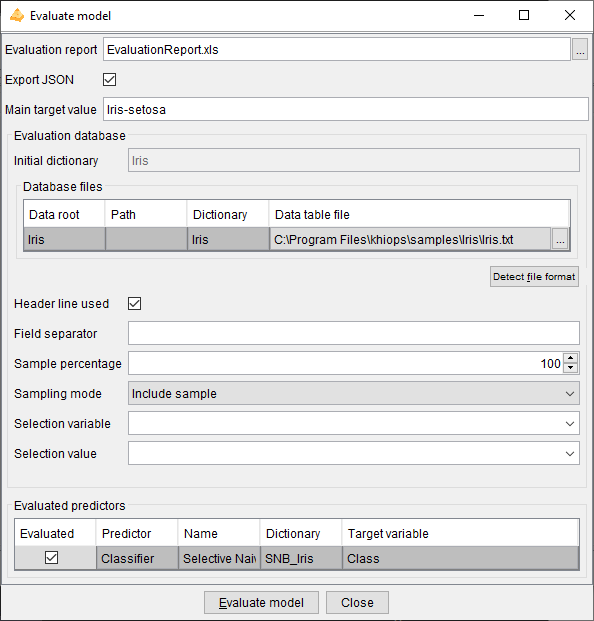 Evaluate model
Evaluation report EvaluationReport.xls ...
Export JSON
Main target value Iris-setosa
Evaluation database
Initial dictionary Iris
Database files
Data root Path Dictionary Data table file
Iris Iris C:\Program Files\khiops\samples\Iris\Iris.txt ...
Detect file format
Header line used
Field separator
Sample percentage 100
Sampling mode Include sample
Selection variable
Selection value
Evaluated predictors
Evaluated Predictor Name Dictionary Target variable
Classifier Selective Naiv SNB_Iris Class
Evaluate model Close